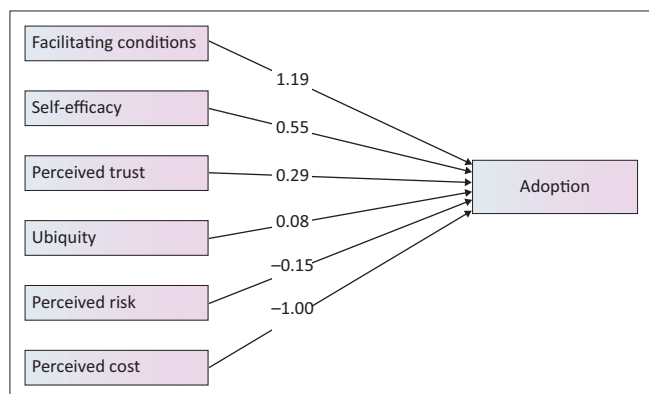 Facilitating conditions
1.19
Self-efficacy
0.55
Perceived trust
0.29
Adoption
Ubiquity
0.08
−0.15
Perceived risk
−1.00
Perceived cost